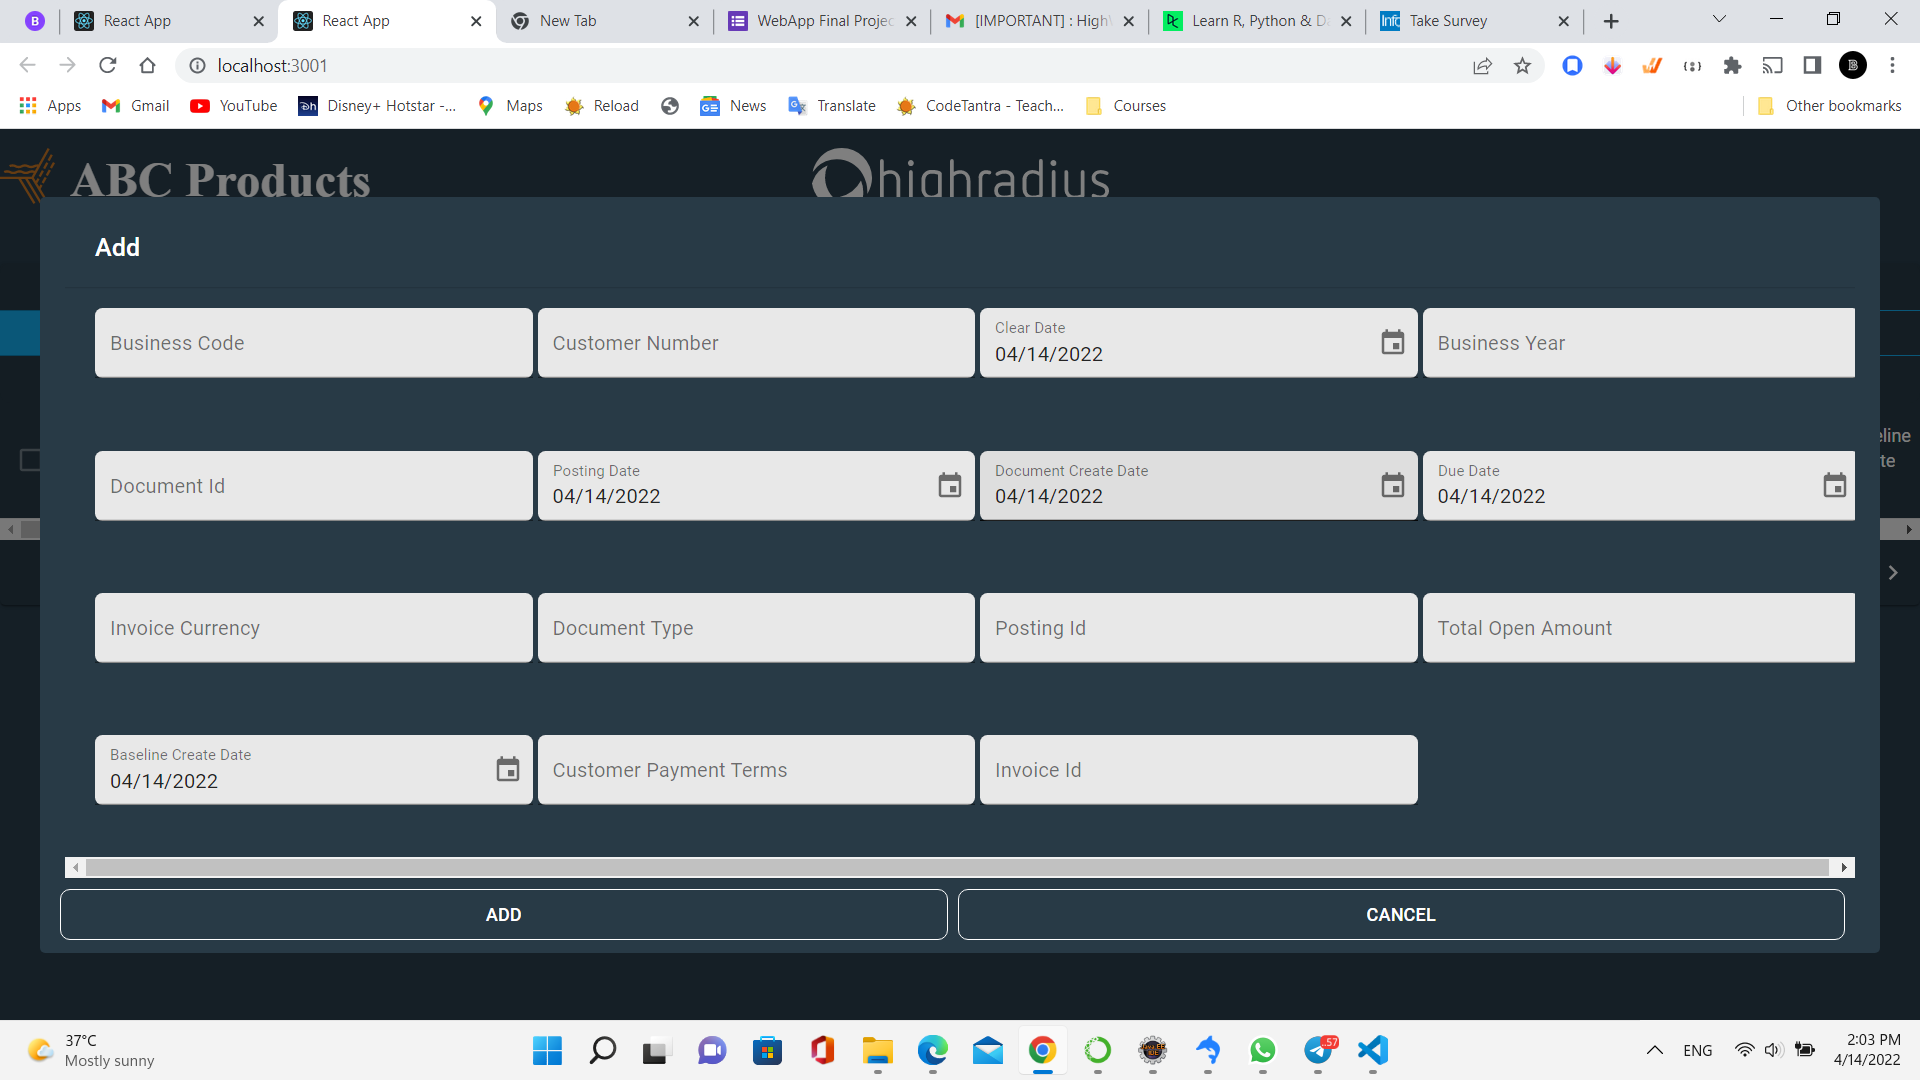 B
React App
React App
New Tab
WebApp Final Projec
[IMPORTANT] : High
Learn R, Python & D
Info
Take Survey
localhost:3001
B
Apps
Gmail
YouTube
Disney+ Hotstar -...
Maps
Reload
GE
News
Translate
CodeTantra - Teach...
Courses
Other bookmarks
ABC Products
highradius
Add
Business Code
Customer Number
Clear Date
04/14/2022
Business Year
eline
te
Document Id
Posting Date
04/14/2022
Document Create Date
04/14/2022
Due Date
04/14/2022
Invoice Currency
Document Type
Posting Id
Total Open Amount
Baseline Create Date
04/14/2022
Customer Payment Terms
Invoice Id
ADD
CANCEL
37°C
Mostly sunny
57
ENG
2:03 PM
4/14/2022